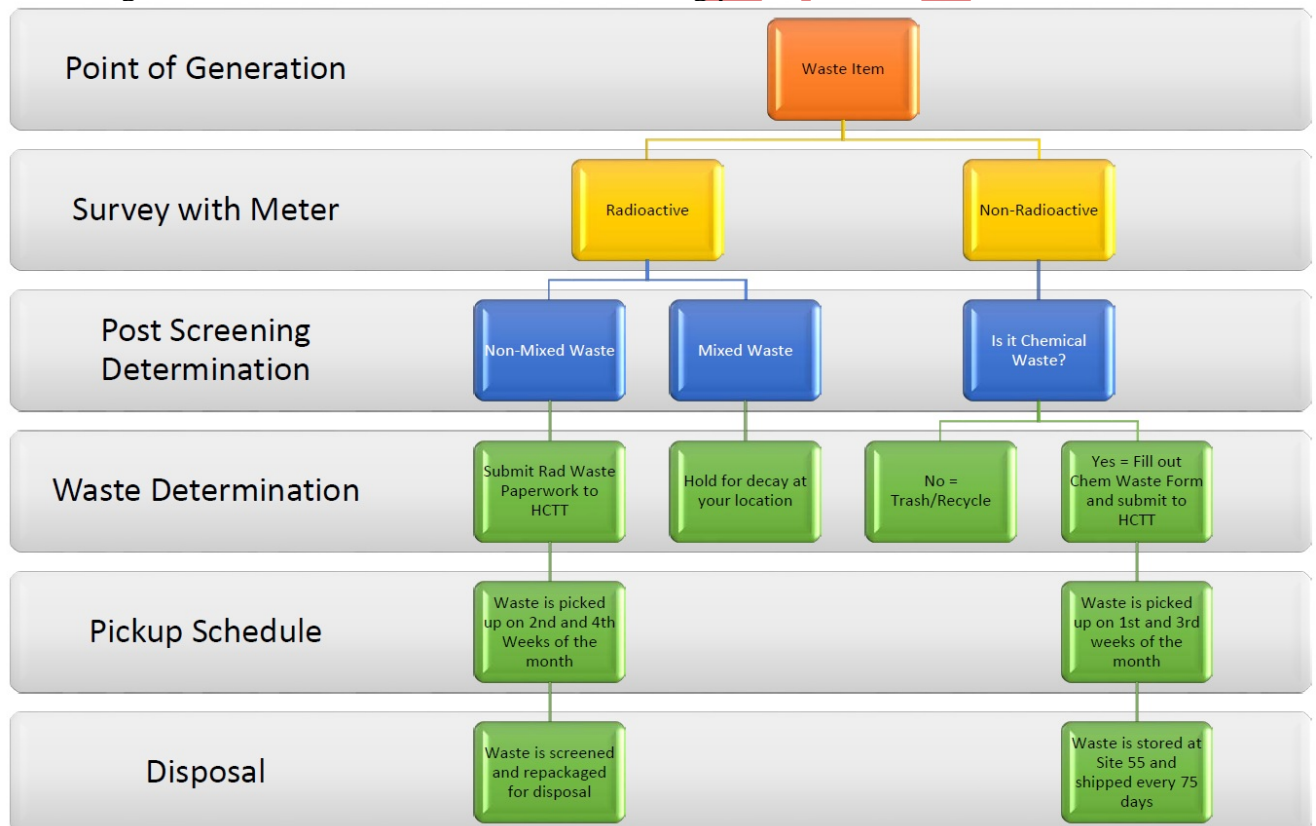 Point of Generation
Waste Item
Survey with Meter
Radioactive
Non-Radioactive
Post Screening
Determination
Non-Mixed Waste
Mixed Waste
Is it Chemical
Waste?
Waste Determination
Submit Rad Waste
Paperwork to
HCTT
Hold for decay at
your location
No =
Trash/Recycle
Yes = Fill out
Chem Waste Form
and submit to
HCTT
Pickup Schedule
Waste is picked
up on 2nd and 4th
Weeks of the
month
Waste is picked
up on 1st and 3rd
weeks of the
month
Disposal
Waste is screened
and repackaged
for disposal
Waste is stored at
Site 55 and
shipped every 75
days